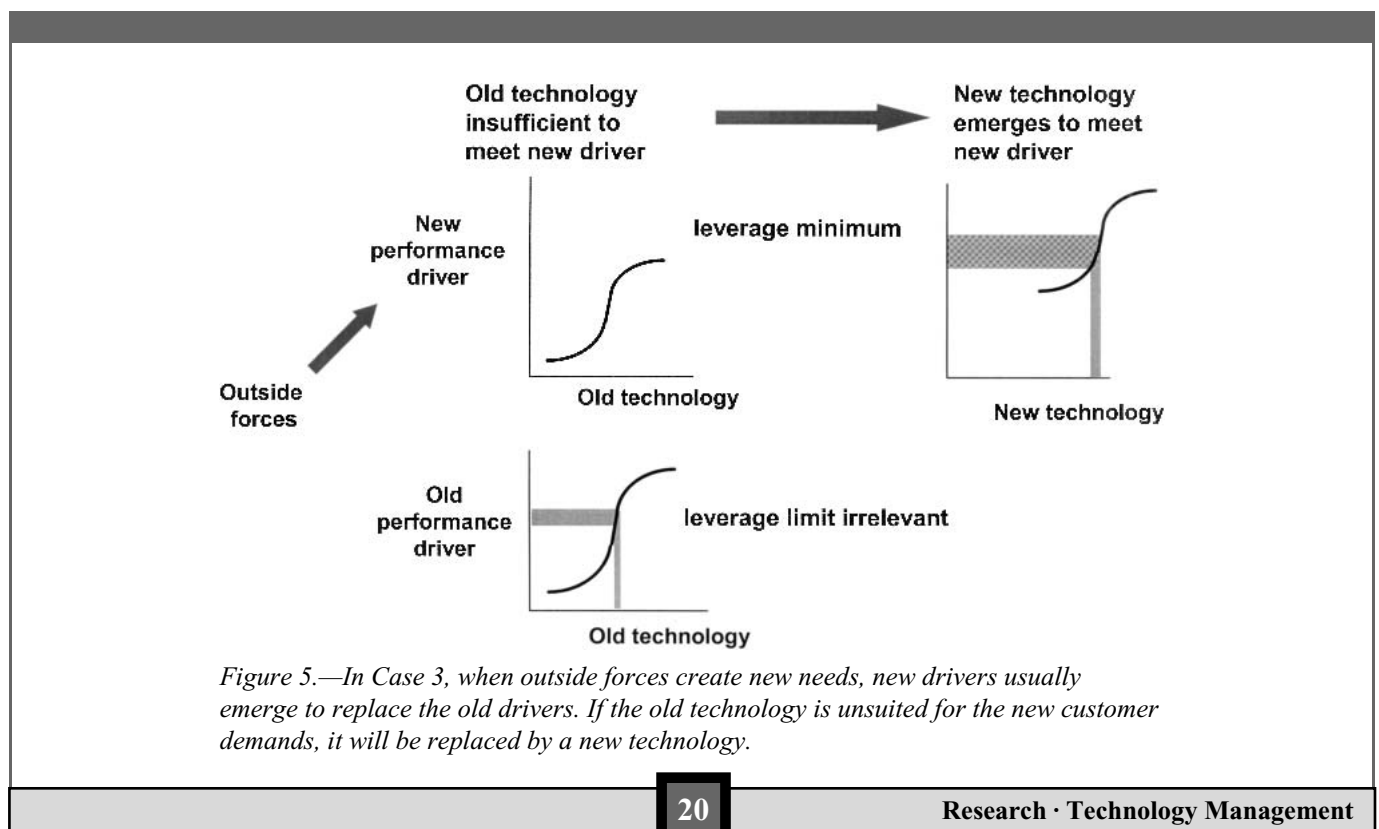 Old technology
insufficient to
meet new driver
New technology
emerges to meet
new driver
New
performance
driver
leverage minimum
Outside
forces
Old technology
New technology
Old
performance
driver
leverage limit irrelevant
Old technology
Figure 5.—In Case 3, when outside forces create new needs, new drivers usually
emerge to replace the old drivers. If the old technology is unsuited for the new customer
demands, it will be replaced by a new technology.
20
Research · Technology Management